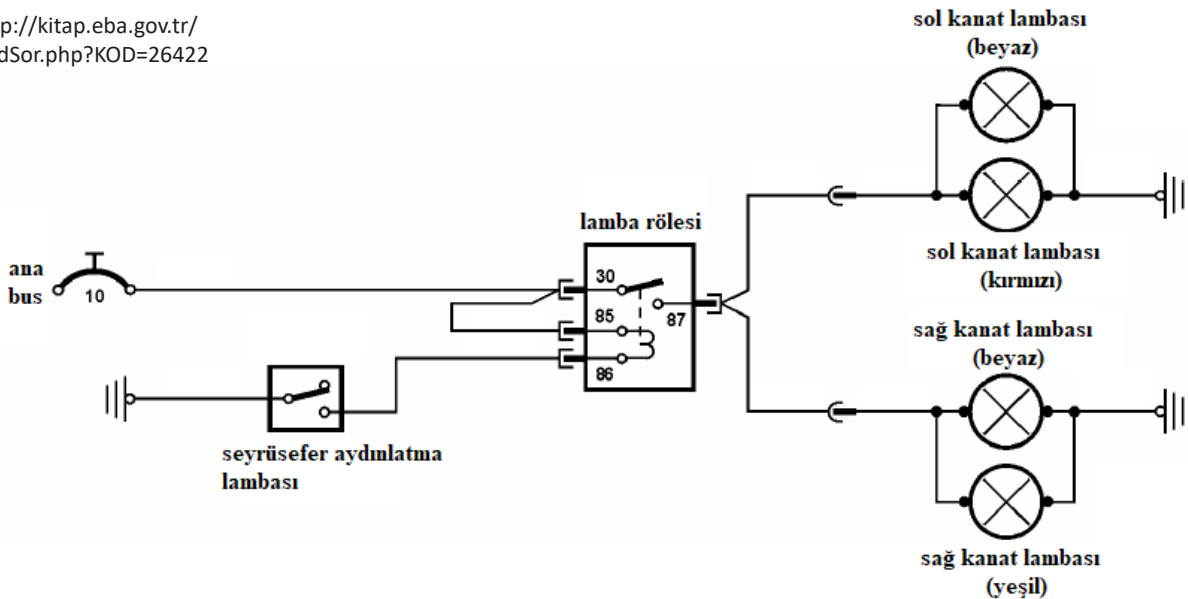 p://kitap.eba.gov.tr/
dSor.php?KOD=26422
sol kanat lambası
(beyaz)
sol kanat lambası
(kırmızı)
lamba rölesi
ana
bus
10
30
85
87
86
sağ kanat lambası
(beyaz)
seyrüsefer aydınlatma
lambası
sağ kanat lambası
(yeşil)